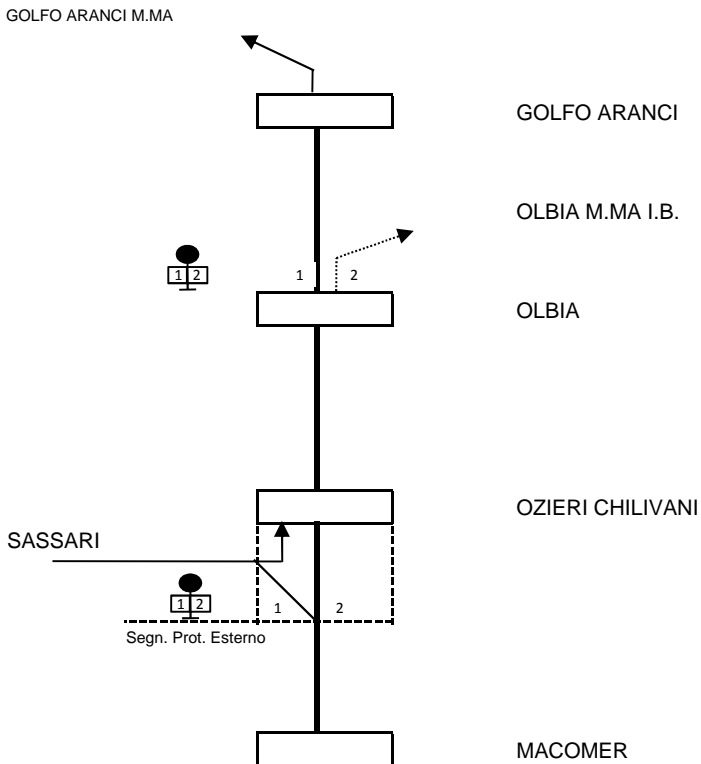 GOLFO ARANCI M.MA
GOLFO ARANCI
OLBIA M.MA I.B.
1 2
1 2
OLBIA
OZIERI CHILIVANI
SASSARI
1 2
1 2
Segn. Prot. Esterno
MACOMER